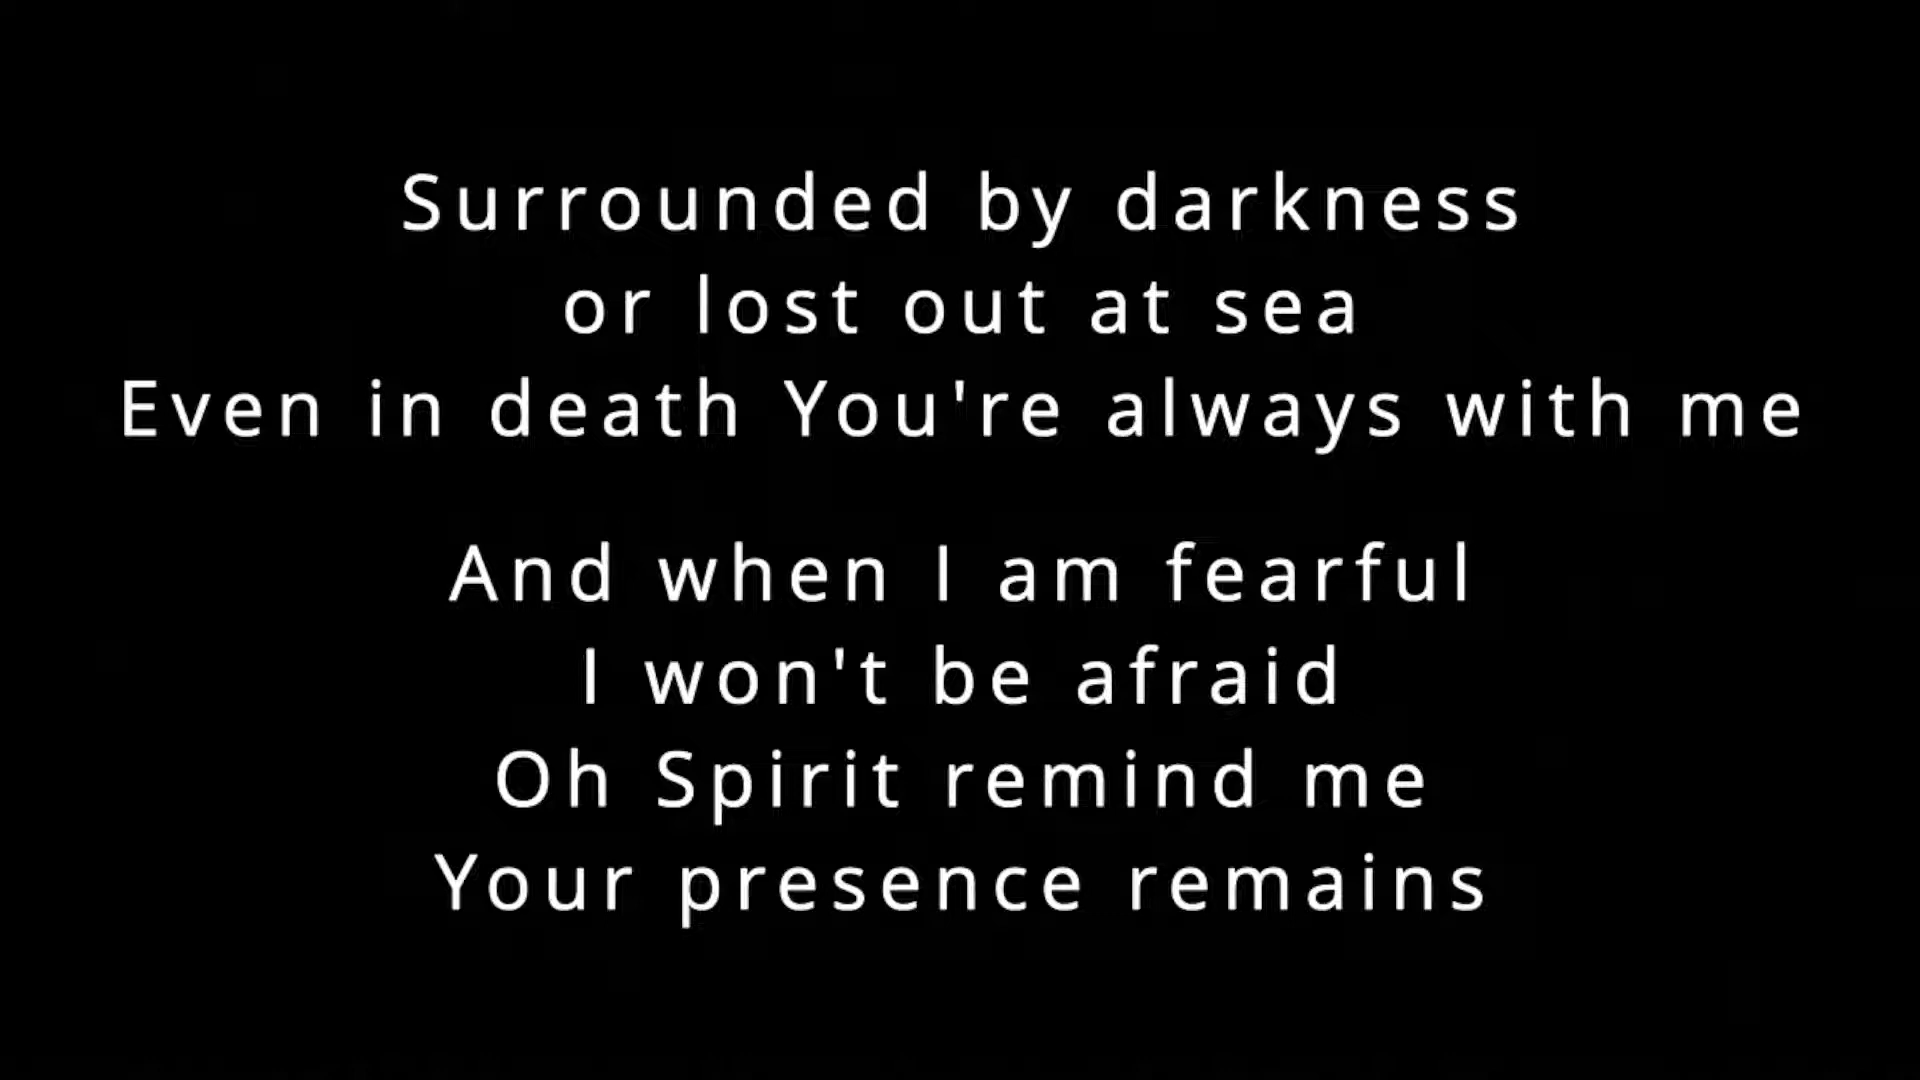 Surrounded by darkness
or lost out at sea
Even in death You're always with me
And when I am fearful
I won't be afraid
Oh Spirit remind me
Your presence remains